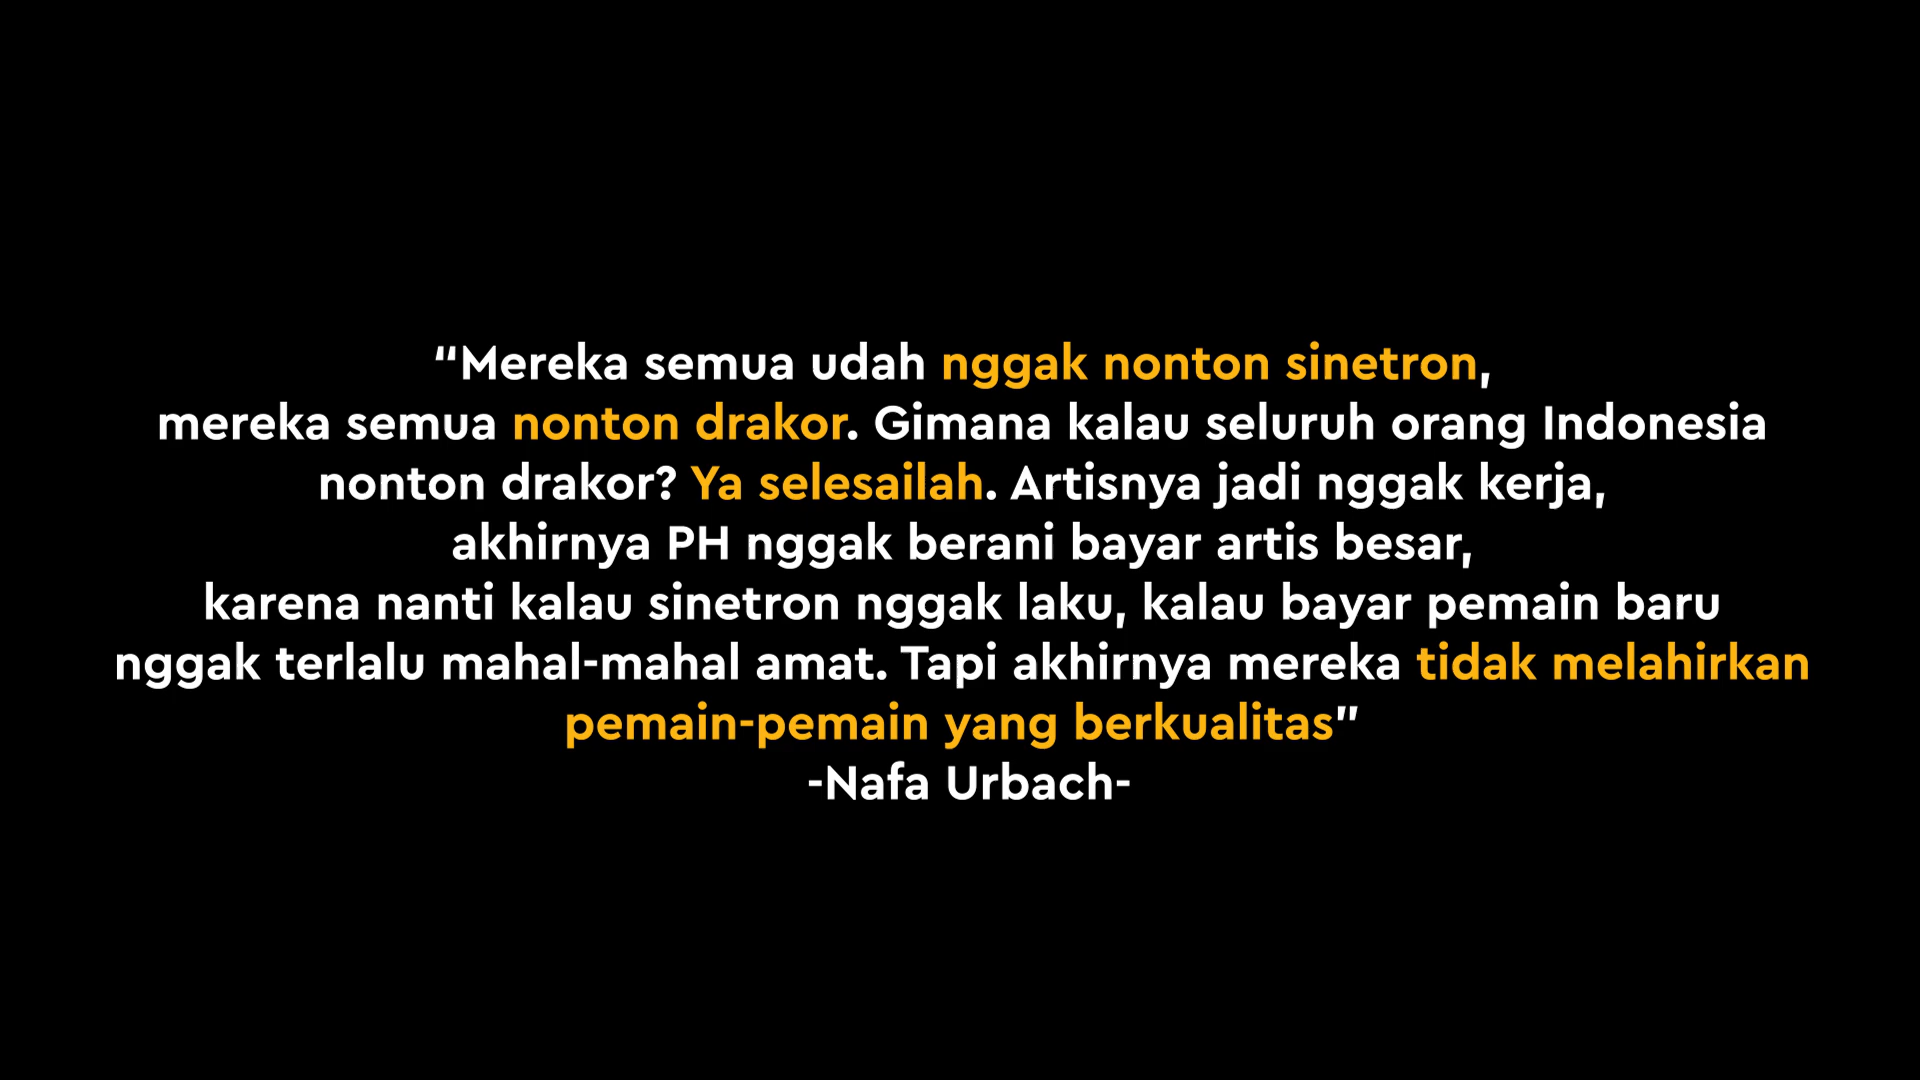 “Mereka semua udah nggak nonton sinetron,
mereka semua nonton drakor. Gimana kalau seluruh orang Indonesia
nonton drakor? Ya selesailah. Artisnya jadi nggak kerja,
akhirnya PH nggak berani bayar artis besar,
karena nanti kalau sinetron nggak laku, kalau bayar pemain baru
nggak terlalu mahal-mahal amat. Tapi akhirnya mereka tidak melahirkan
pemain-pemain yang berkualitas”
-Nafa Urbach-